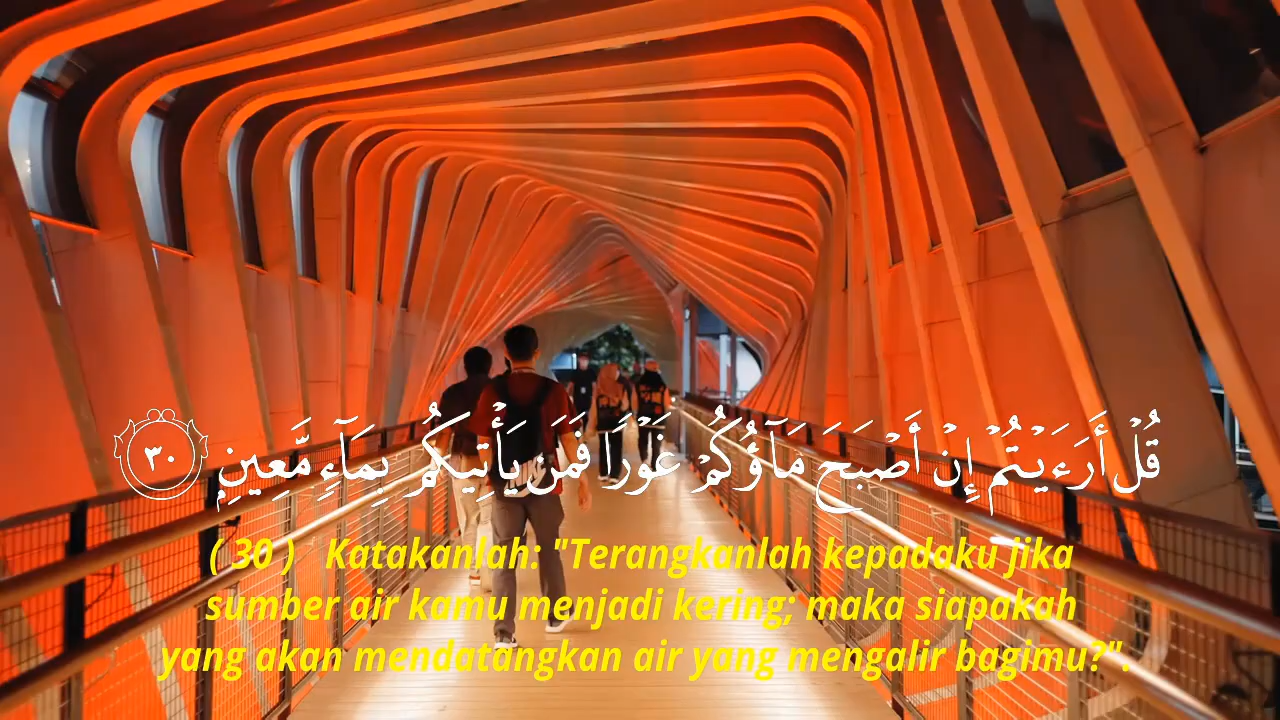 قُلْ أَرَءَيْتُمْ إِنْ أَصْبَحَ مَآؤُكُمْ غَوْرًا فَمَن يَأْتِيكُم بِمَآءٍ مَّعِينٍۭ ٣٠
( 30 ) Katakanlah: "Terangkanlah kepadaku jika
sumber air kamu menjadi kering; maka siapakah
yang akan mendatangkan air yang mengalir bagimu?".